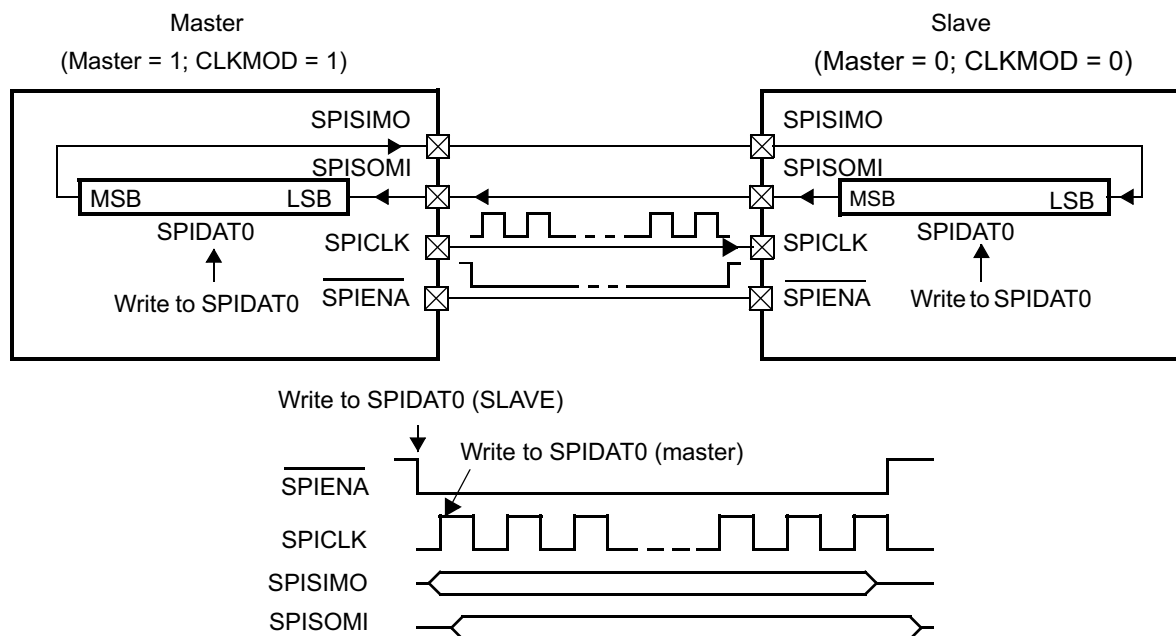 Master
(Master = 1; CLKMOD = 1)
Slave
(Master = 0; CLKMOD = 0)
SPISIMO
SPISIMO
SPISOMI
SPISOMI
MSB LSB
MSB LSB
SPIDAT0
SPICLK
SPICLK
SPIDAT0
Write to SPIDAT0
SPIENA
SPIENA
Write to SPIDAT0
Write to SPIDAT0 (SLAVE)
Write to SPIDAT0 (master)
SPIENA
SPICLK
SPISIMO
SPISOMI